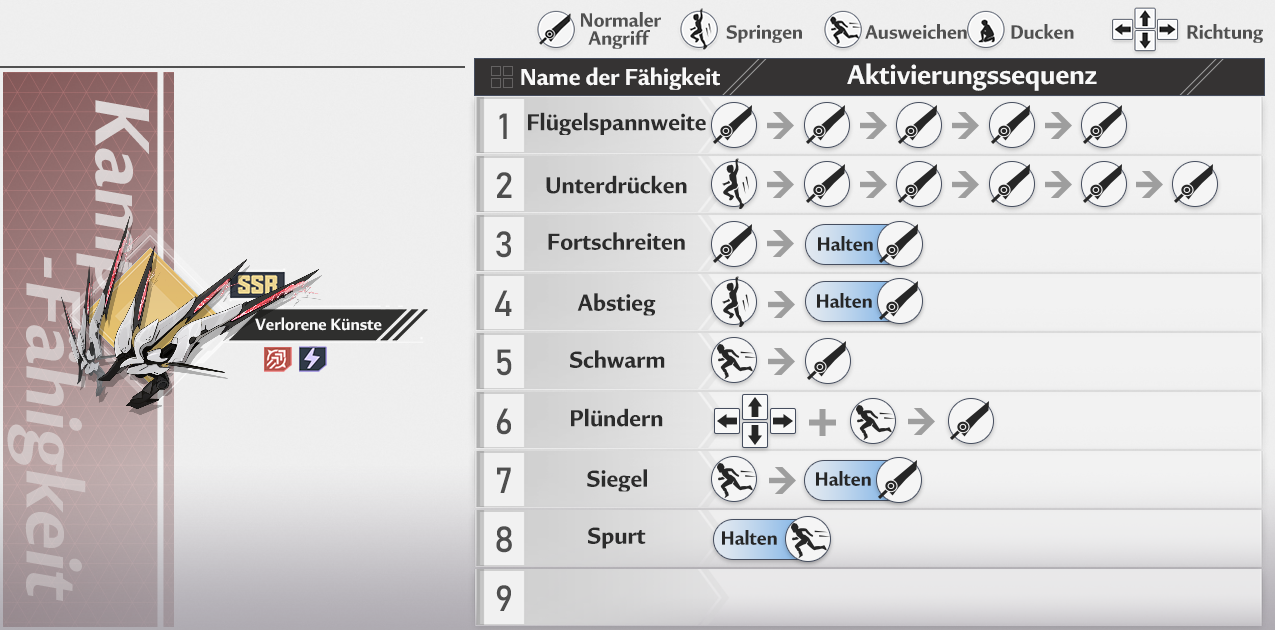 Normaler
Angriff
Springen
Ausweichen
Ducken
Richtung
Name der Fähigkeit
Aktivierungssequenz
Kampf
-Fähigkeit
SSR
Verlorene Künste
1 Flügelspannweite
2 Unterdrücken
3 Fortschreiten Halten
4 Abstieg Halten
5 Schwarm
6 Plündern
7 Siegel Halten
8 Spurt Halten
9